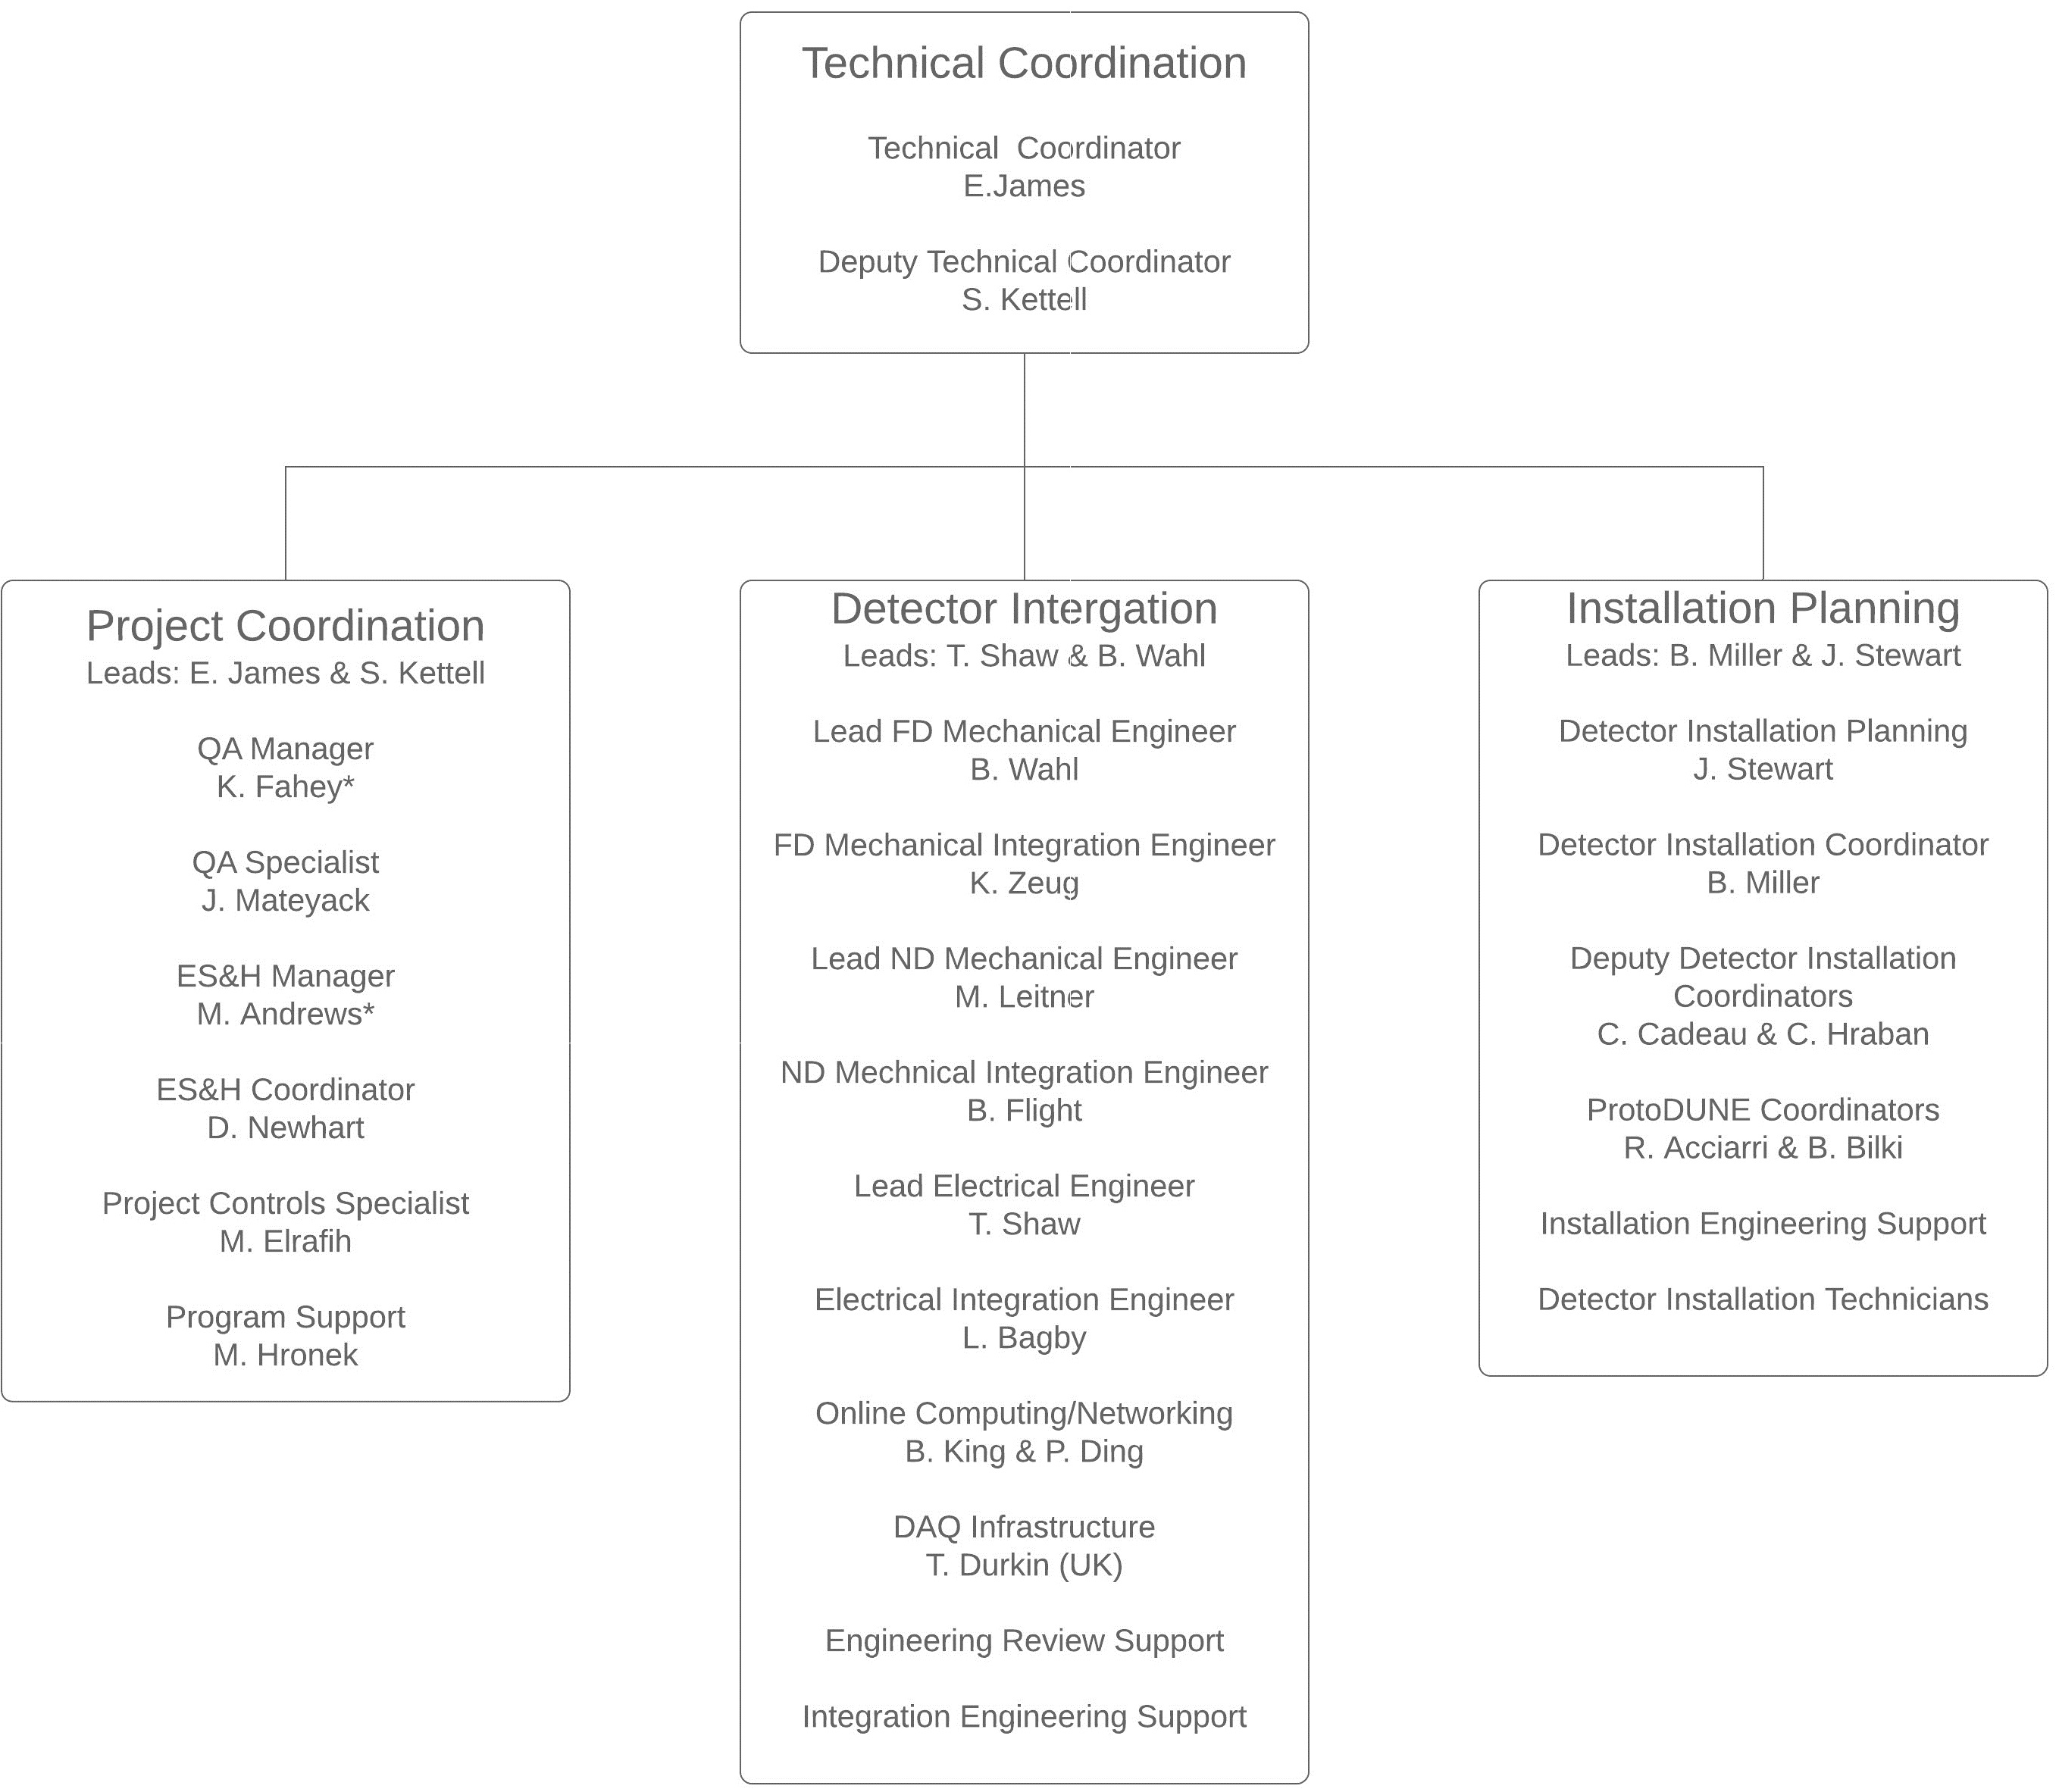 Technical Coordination
Technical  Coordinator
E.James
Deputy Technical Coordinator
S. Kettell
Project Coordination
Leads: E. James & S. Kettell
QA Manager
K. Fahey*
QA Specialist
J. Mateyack
ES&H Manager
M. Andrews*
ES&H Coordinator
D. Newhart
Project Controls Specialist
M. Elrafih
Program Support
M. Hronek
Detector Intergation
Leads: T. Shaw & B. Wahl
Lead FD Mechanical Engineer
B. Wahl
FD Mechanical Integration Engineer
K. Zeug
Lead ND Mechanical Engineer
M. Leitner
ND Mechnical Integration Engineer
B. Flight
Lead Electrical Engineer
T. Shaw
Electrical Integration Engineer
L. Bagby
Online Computing/Networking
B. King & P. Ding
DAQ Infrastructure
T. Durkin (UK)
Engineering Review Support
Integration Engineering Support
Installation Planning
Leads: B. Miller & J. Stewart
Detector Installation Planning
J. Stewart
Detector Installation Coordinator
B. Miller
Deputy Detector Installation
Coordinators
C. Cadeau & C. Hraban
ProtoDUNE Coordinators
R. Acciarri & B. Bilki
Installation Engineering Support
Detector Installation Technicians